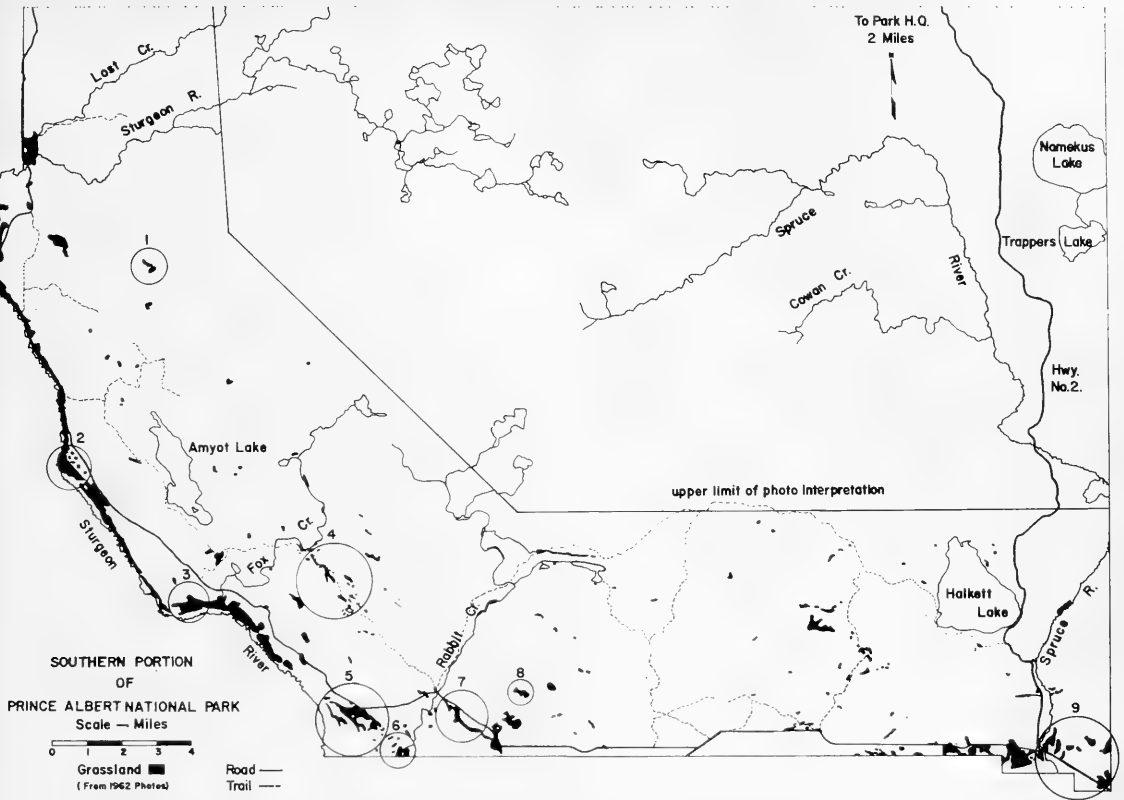 To Park H.Q.
2 Miles
Lost Cr.
Sturgeon R.
Namekus
Lake
Trappers Lake
Spruce
River
Cowan Cr.
1
Hwy.
No.2.
2
Amyot Lake
upper limit of photo Interpretation
Sturgeon
River
Fox Cr.
4
3
Halkett
Lake
Spruce R.
Rabbit Cr.
5
6
7
8
9
SOUTHERN PORTION
OF
PRINCE ALBERT NATIONAL PARK
Scale — Miles
0 1 2 3 4
Grassland
(From 1962 Photos)
Road
Trail